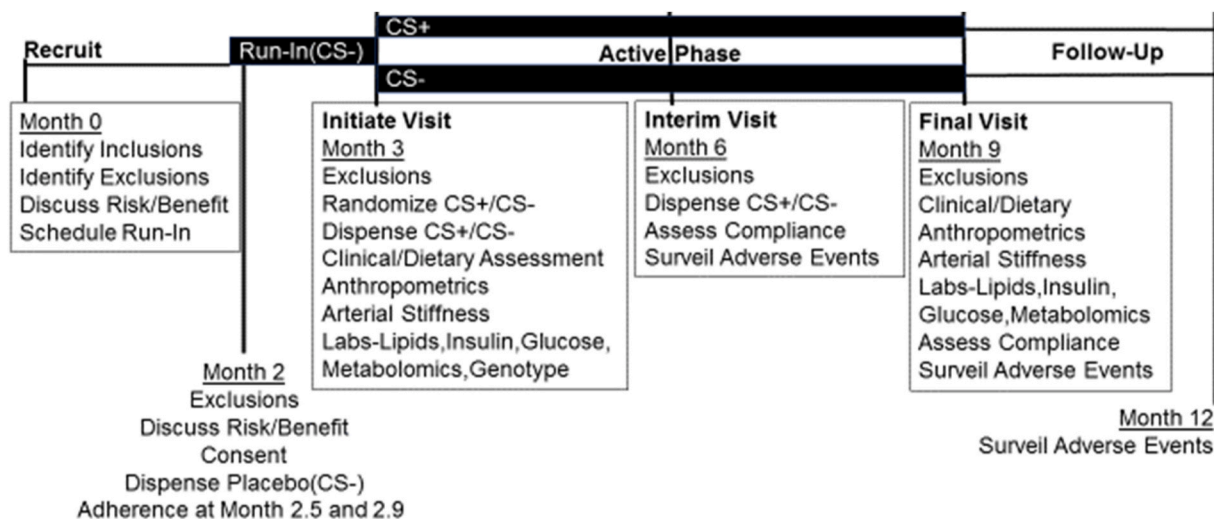 CS+
Recruit
Run-In(CS-)
Active Phase
Follow-Up
CS-
Month 0
Identify Inclusions
Identify Exclusions
Discuss Risk/Benefit
Schedule Run-In
Initiate Visit
Month 3
Exclusions
Randomize CS+/CS-
Dispense CS+/CS-
Clinical/Dietary Assessment
Anthropometrics
Arterial Stiffness
Labs-Lipids,Insulin,Glucose,
Metabolomics,Genotype
Interim Visit
Month 6
Exclusions
Dispense CS+/CS-
Assess Compliance
Surveil Adverse Events
Final Visit
Month 9
Exclusions
Clinical/Dietary
Anthropometrics
Arterial Stiffness
Labs-Lipids,Insulin,
Glucose,Metabolomics
Assess Compliance
Surveil Adverse Events
Month 2
Exclusions
Discuss Risk/Benefit
Consent
Dispense Placebo(CS-)
Adherence at Month 2.5 and 2.9
Month 12
Surveil Adverse Events